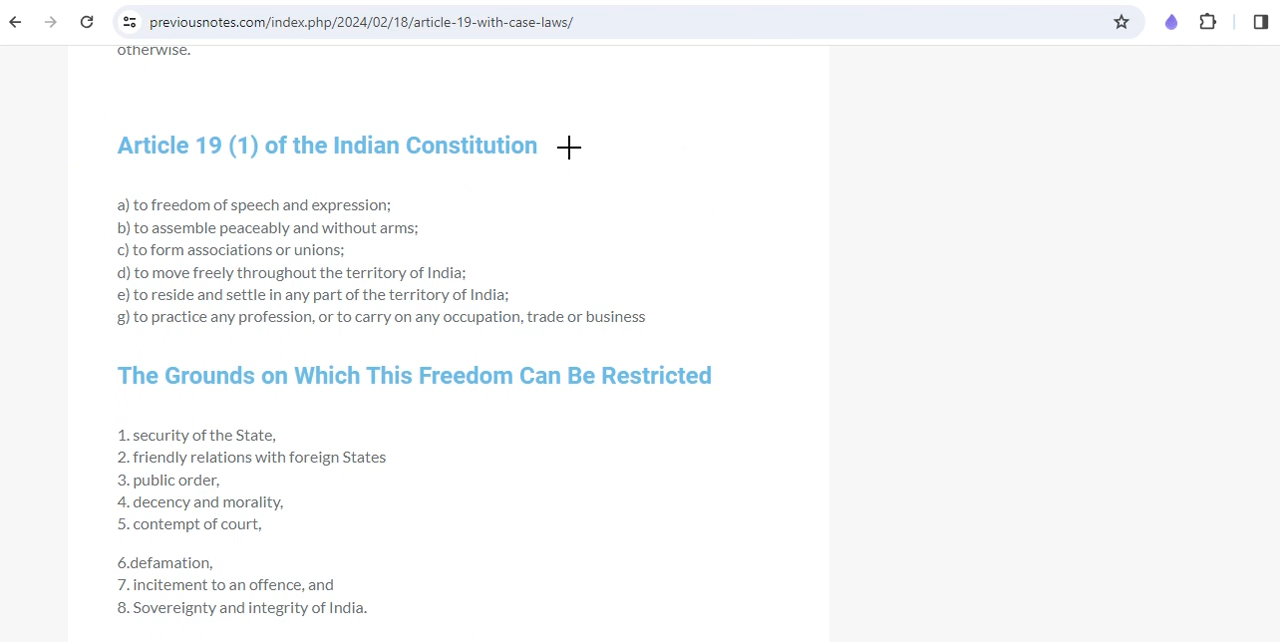 previousnotes.com/index.php/2024/02/18/article-19-with-case-laws/
otherwise.
Article 19 (1) of the Indian Constitution
a) to freedom of speech and expression;
b) to assemble peaceably and without arms;
c) to form associations or unions;
d) to move freely throughout the territory of India;
e) to reside and settle in any part of the territory of India;
g) to practice any profession, or to carry on any occupation, trade or business
The Grounds on Which This Freedom Can Be Restricted
1. security of the State,
2. friendly relations with foreign States
3. public order,
4. decency and morality,
5. contempt of court,
6.defamation,
7. incitement to an offence, and
8. Sovereignty and integrity of India.